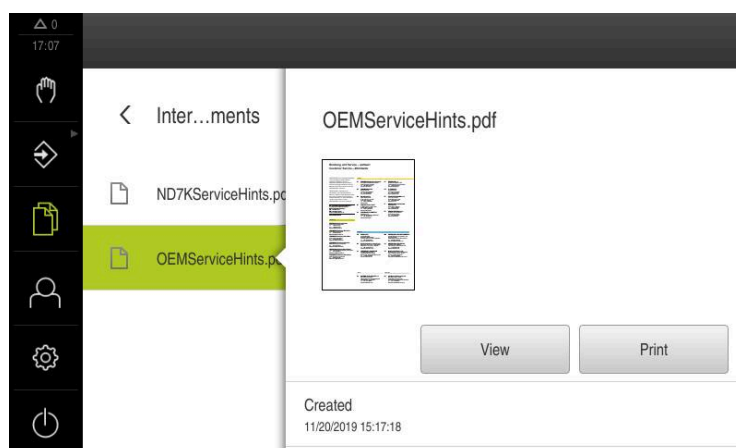 0
17:07
Inter...ments
ND7KServiceHints.pd
OEMServiceHints.pd
OEMServiceHints.pdf
View
Print
Created
11/20/2019 15:17:18